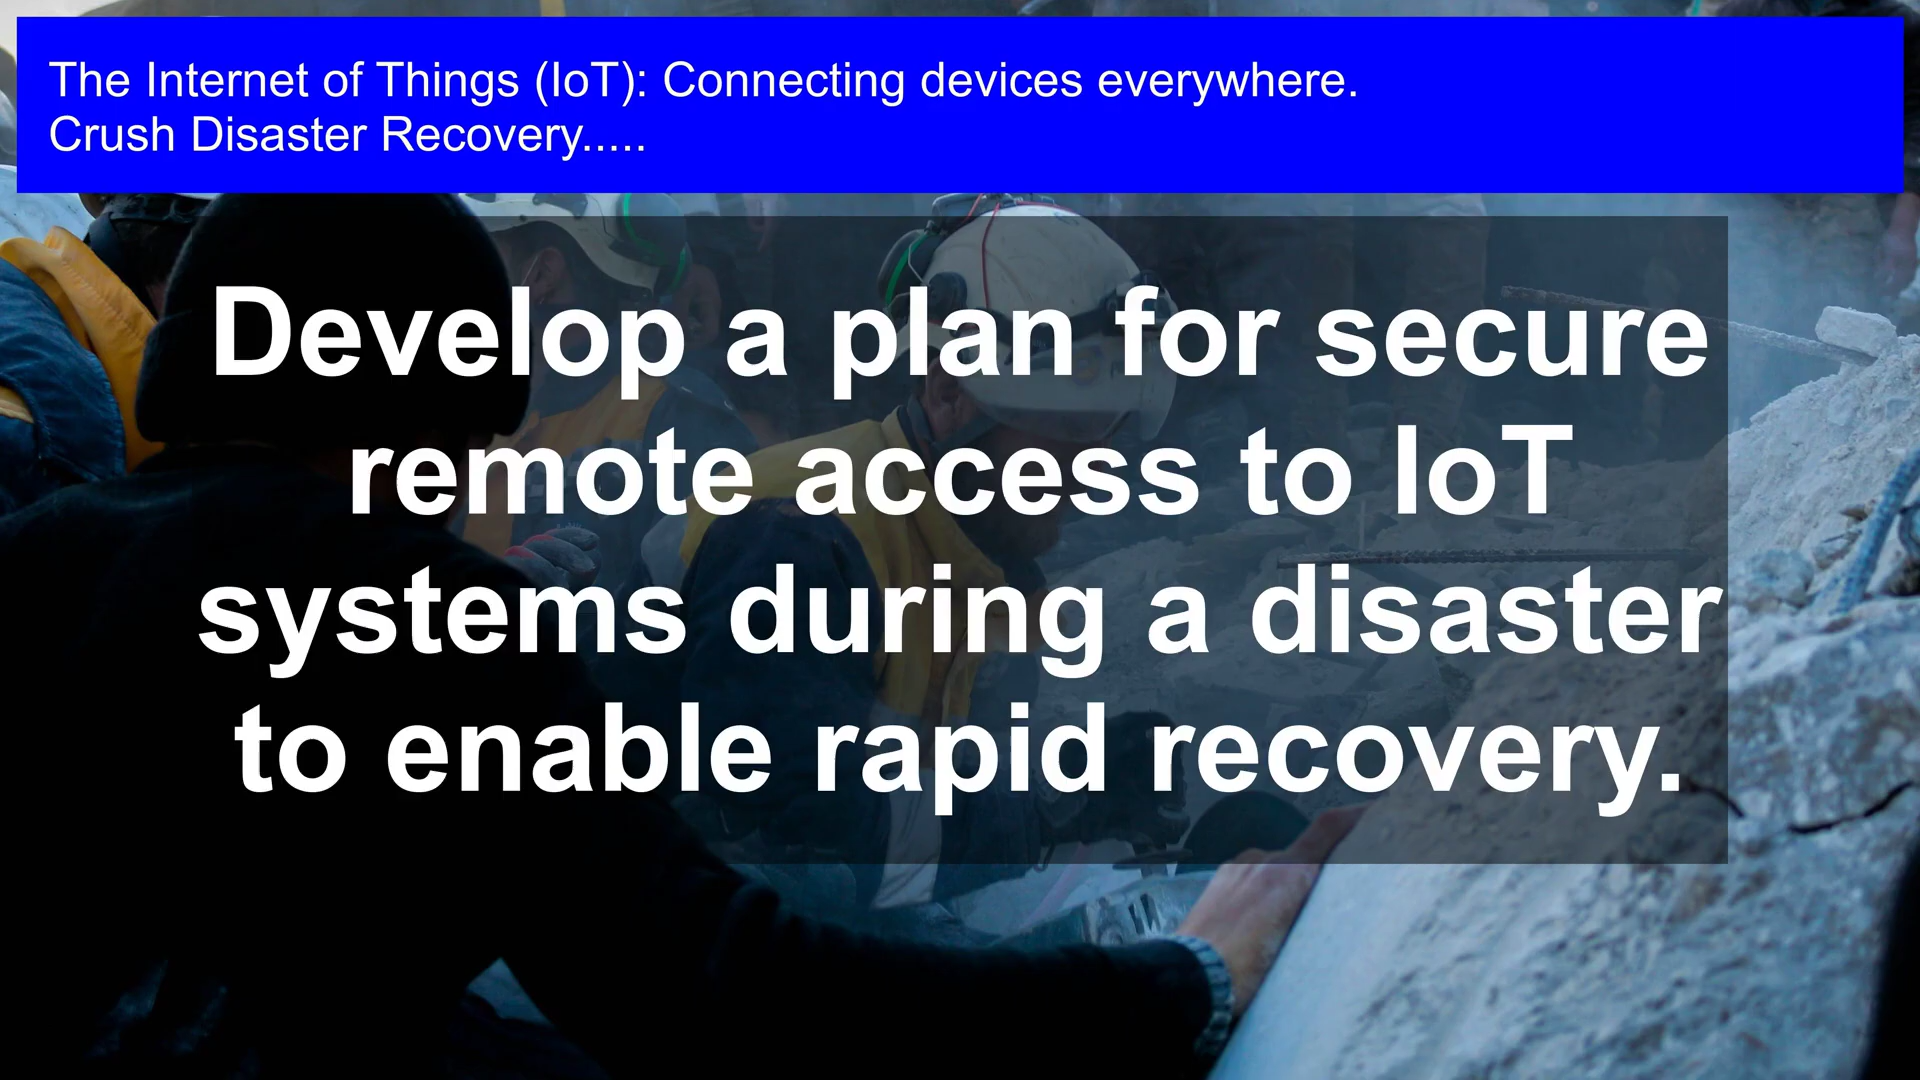 The Internet of Things (IoT): Connecting devices everywhere.
Crush Disaster Recovery.....
Develop a plan for secure
remote access to IoT
systems during a disaster
to enable rapid recovery.